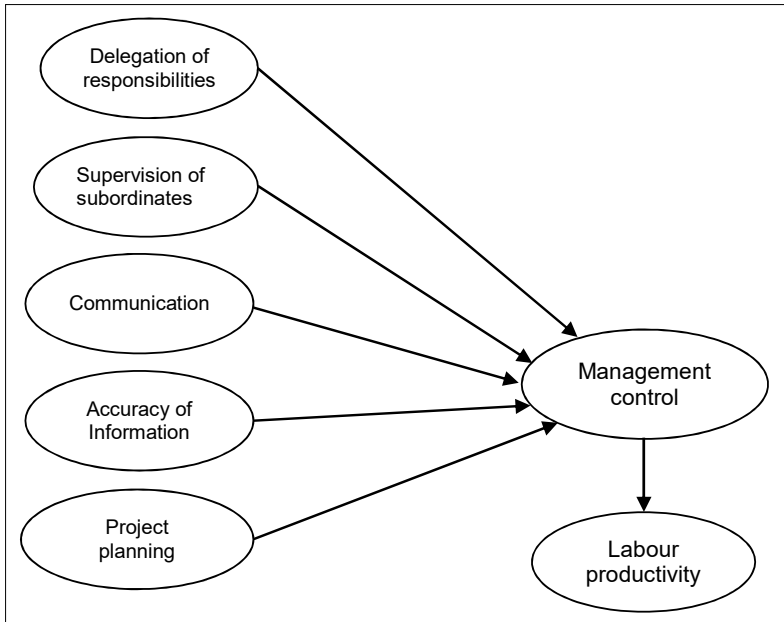 Delegation of
responsibilities
Supervision of
subordinates
Communication
Accuracy of
Information
Project
planning
Management
control
Labour
productivity